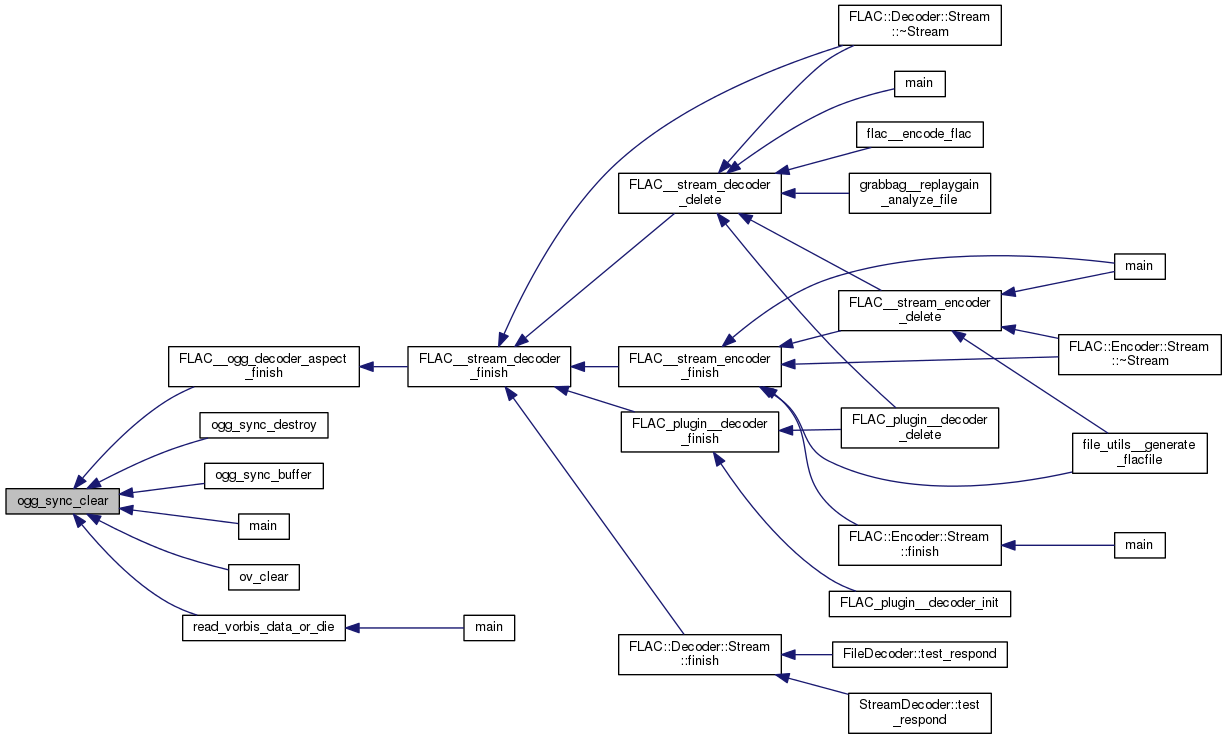 FLAC::Decoder::Stream
::~Stream
main
flac__encode_flac
FLAC__stream_decoder
_delete
grabbag__replaygain
_analyze_file
main
FLAC__stream_encoder
_delete
FLAC__ogg_decoder_aspect
_finish
FLAC__stream_decoder
_finish
FLAC__stream_encoder
_finish
FLAC::Encoder::Stream
::~Stream
ogg_sync_destroy
FLAC_plugin__decoder
_finish
FLAC_plugin__decoder
_delete
file_utils__generate
_flacfile
ogg_sync_buffer
ogg_sync_clear
main
FLAC::Encoder::Stream
::finish
main
ov_clear
FLAC_plugin__decoder_init
read_vorbis_data_or_die
main
FLAC::Decoder::Stream
::finish
FileDecoder::test_respond
StreamDecoder::test
_respond